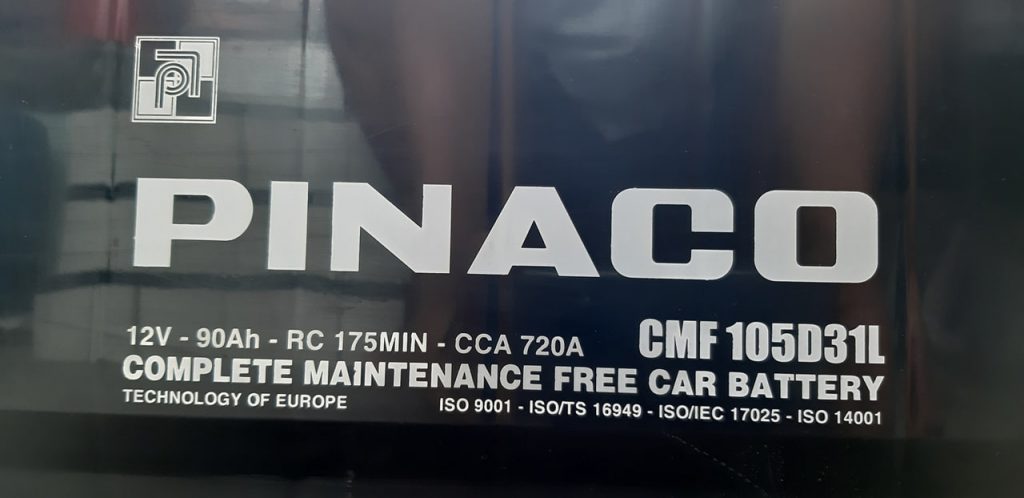 PINACO
12V - 90Ah - RC 175MIN - CCA 720A CMF 105D31L
COMPLETE MAINTENANCE FREE CAR BATTERY
TECHNOLOGY OF EUROPE ISO 9001 - ISO/TS 16949 - ISO/IEC 17025 - ISO 14001